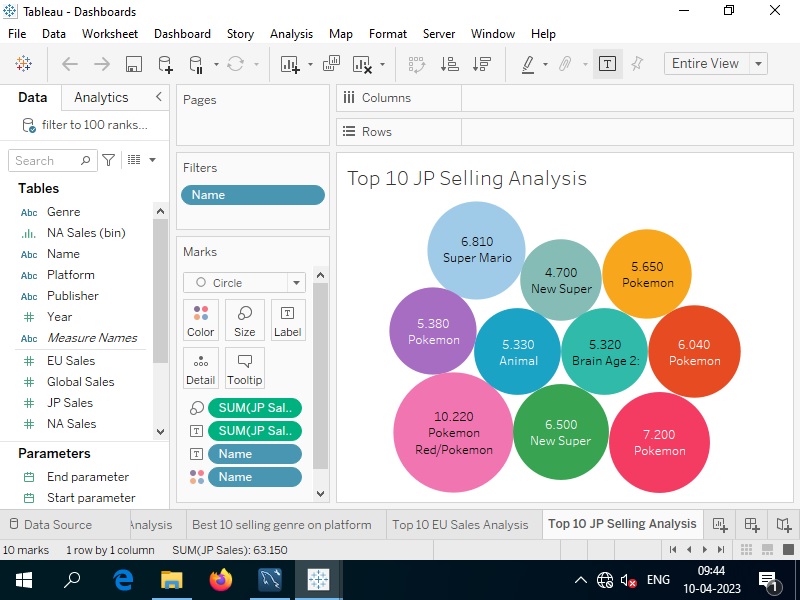 Tableau - Dashboards
File Data Worksheet Dashboard Story Analysis Map Format Server Window Help
T Entire View
Data Analytics
filter to 100 ranks...
Search
Tables
Abc Genre
NA Sales (bin)
Abc Name
Abc Platform
Abc Publisher
# Year
Abc Measure Names
# EU Sales
# Global Sales
# JP Sales
# NA Sales
Parameters
End parameter
Start parameter
Pages
Filters
Name
Marks
Circle
Color Size T Label
Detail Tooltip
SUM(JP Sal..
T SUM(JP Sal..
T Name
Name
Columns
Rows
Top 10 JP Selling Analysis
6.810
Super Mario
4.700
New Super
5.650
Pokemon
5.380
Pokemon
5.330
Animal
5.320
Brain Age 2:
6.040
Pokemon
10.220
Pokemon
Red/Pokemon
6.500
New Super
7.200
Pokemon
Data Source Analysis Best 10 selling genre on platform Top 10 EU Sales Analysis Top 10 JP Selling Analysis
10 marks 1 row by 1 column SUM(JP Sales): 63.150
ENG
09:44
10-04-2023
1